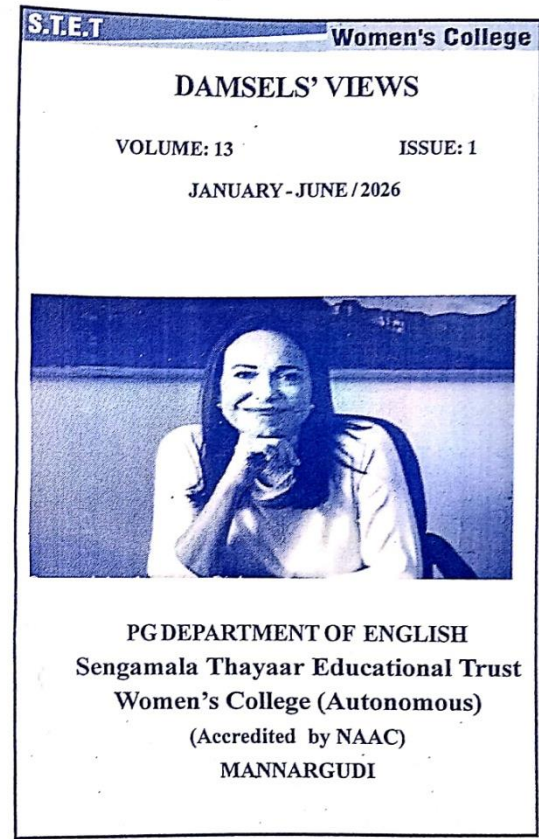 S.T.E.T
Women's College
DAMSELS' VIEWS
VOLUME: 13 ISSUE: 1
JANUARY - JUNE / 2026
PG DEPARTMENT OF ENGLISH
Sengamala Thayaar Educational Trust
Women's College (Autonomous)
(Accredited by NAAC)
MANNARGUDI